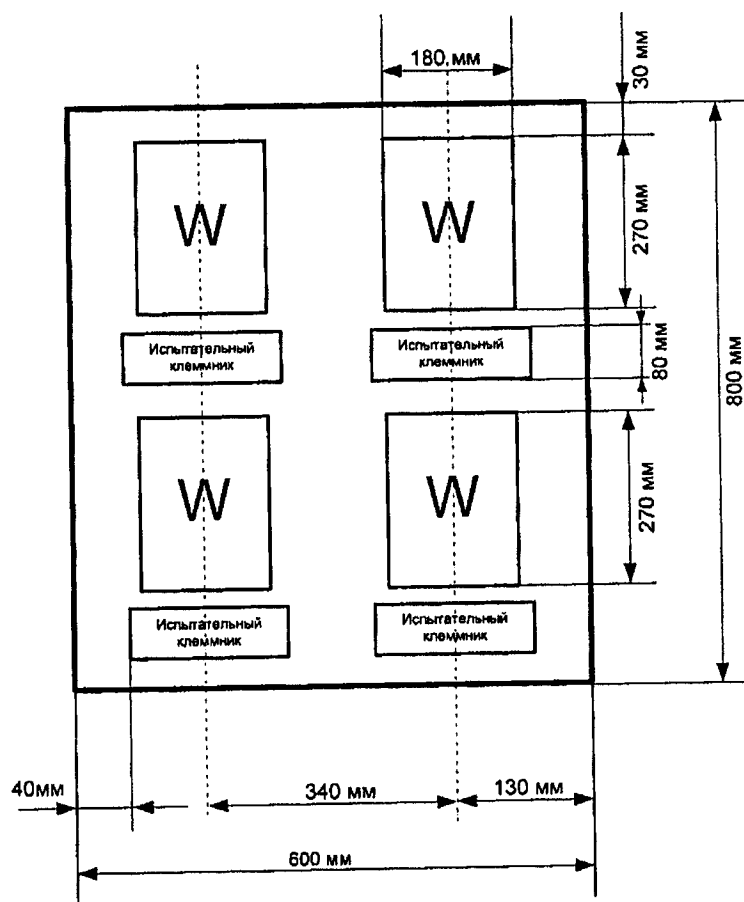 180 мм
30 мм
W
W
270 мм
Испытательный
клеммник
Испытательный
клеммник
80 мм
800 мм
W
W
270 мм
Испытательный
клеммник
Испытательный
клеммник
40мм
340 мм
130 мм
600 мм